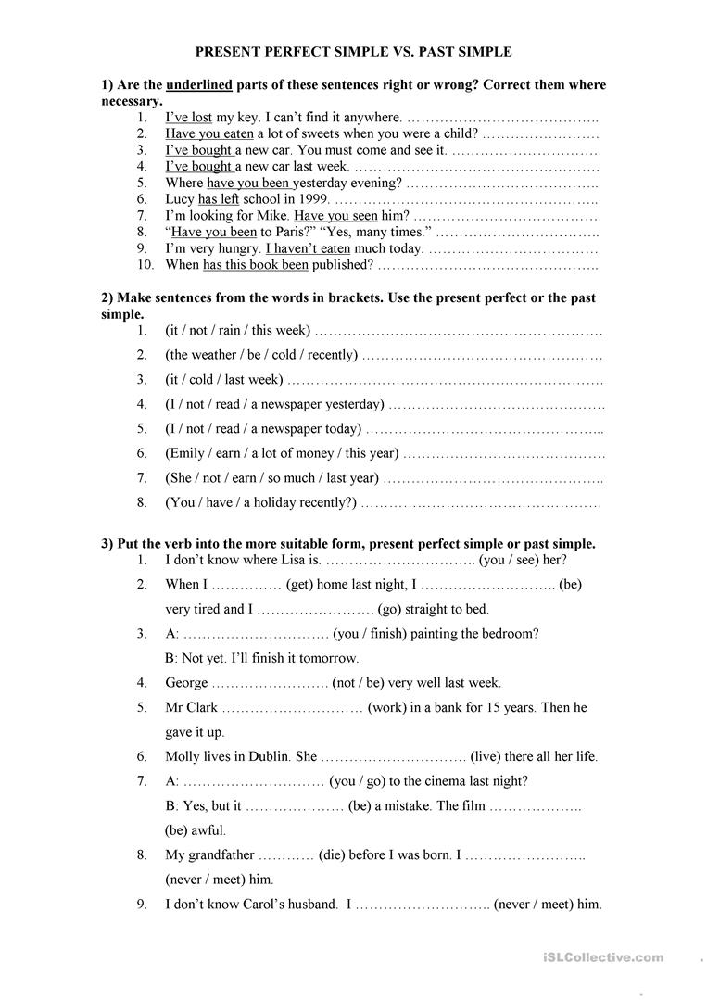 PRESENT PERFECT SIMPLE VS. PAST SIMPLE
1) Are the underlined parts of these sentences right or wrong? Correct them where
necessary.
1. I’ve lost my key. I can’t find it anywhere. …………………………………..
2. Have you eaten a lot of sweets when you were a child? …………………….
3. I’ve bought a new car. You must come and see it. ………………………….
4. I’ve bought a new car last week. …………………………………………….
5. Where have you been yesterday evening? …………………………………..
6. Lucy has left school in 1999. ………………………………………………..
7. I’m looking for Mike. Have you seen him? …………………………………
8. “Have you been to Paris?” “Yes, many times.” ……………………………..
9. I’m very hungry. I haven’t eaten much today. ………………………………
10. When has this book been published? ………………………………………..
2) Make sentences from the words in brackets. Use the present perfect or the past
simple.
1. (it / not / rain / this week) …………………………………………………….
2. (the weather / be / cold / recently) ……………………………………………
3. (it / cold / last week) ………………………………………………………….
4. (I / not / read / a newspaper yesterday) ……………………………………….
5. (I / not / read / a newspaper today) …………………………………………...
6. (Emily / earn / a lot of money / this year) …………………………………….
7. (She / not / earn / so much / last year) ………………………………………..
8. (You / have / a holiday recently?) ……………………………………………
3) Put the verb into the more suitable form, present perfect simple or past simple.
1. I don’t know where Lisa is. ………………………….. (you / see) her?
2. When I …………… (get) home last night, I ……………………….. (be)
very tired and I ……………………. (go) straight to bed.
3. A: …………………………. (you / finish) painting the bedroom?
B: Not yet. I’ll finish it tomorrow.
4. George ……………………. (not / be) very well last week.
5. Mr Clark ………………………… (work) in a bank for 15 years. Then he
gave it up.
6. Molly lives in Dublin. She …………………………. (live) there all her life.
7. A: ………………………… (you / go) to the cinema last night?
B: Yes, but it ………………… (be) a mistake. The film ………………..
(be) awful.
8. My grandfather ………… (die) before I was born. I ……………………..
(never / meet) him.
9. I don’t know Carol’s husband. I ……………………….. (never / meet) him.
iSLCollective.com